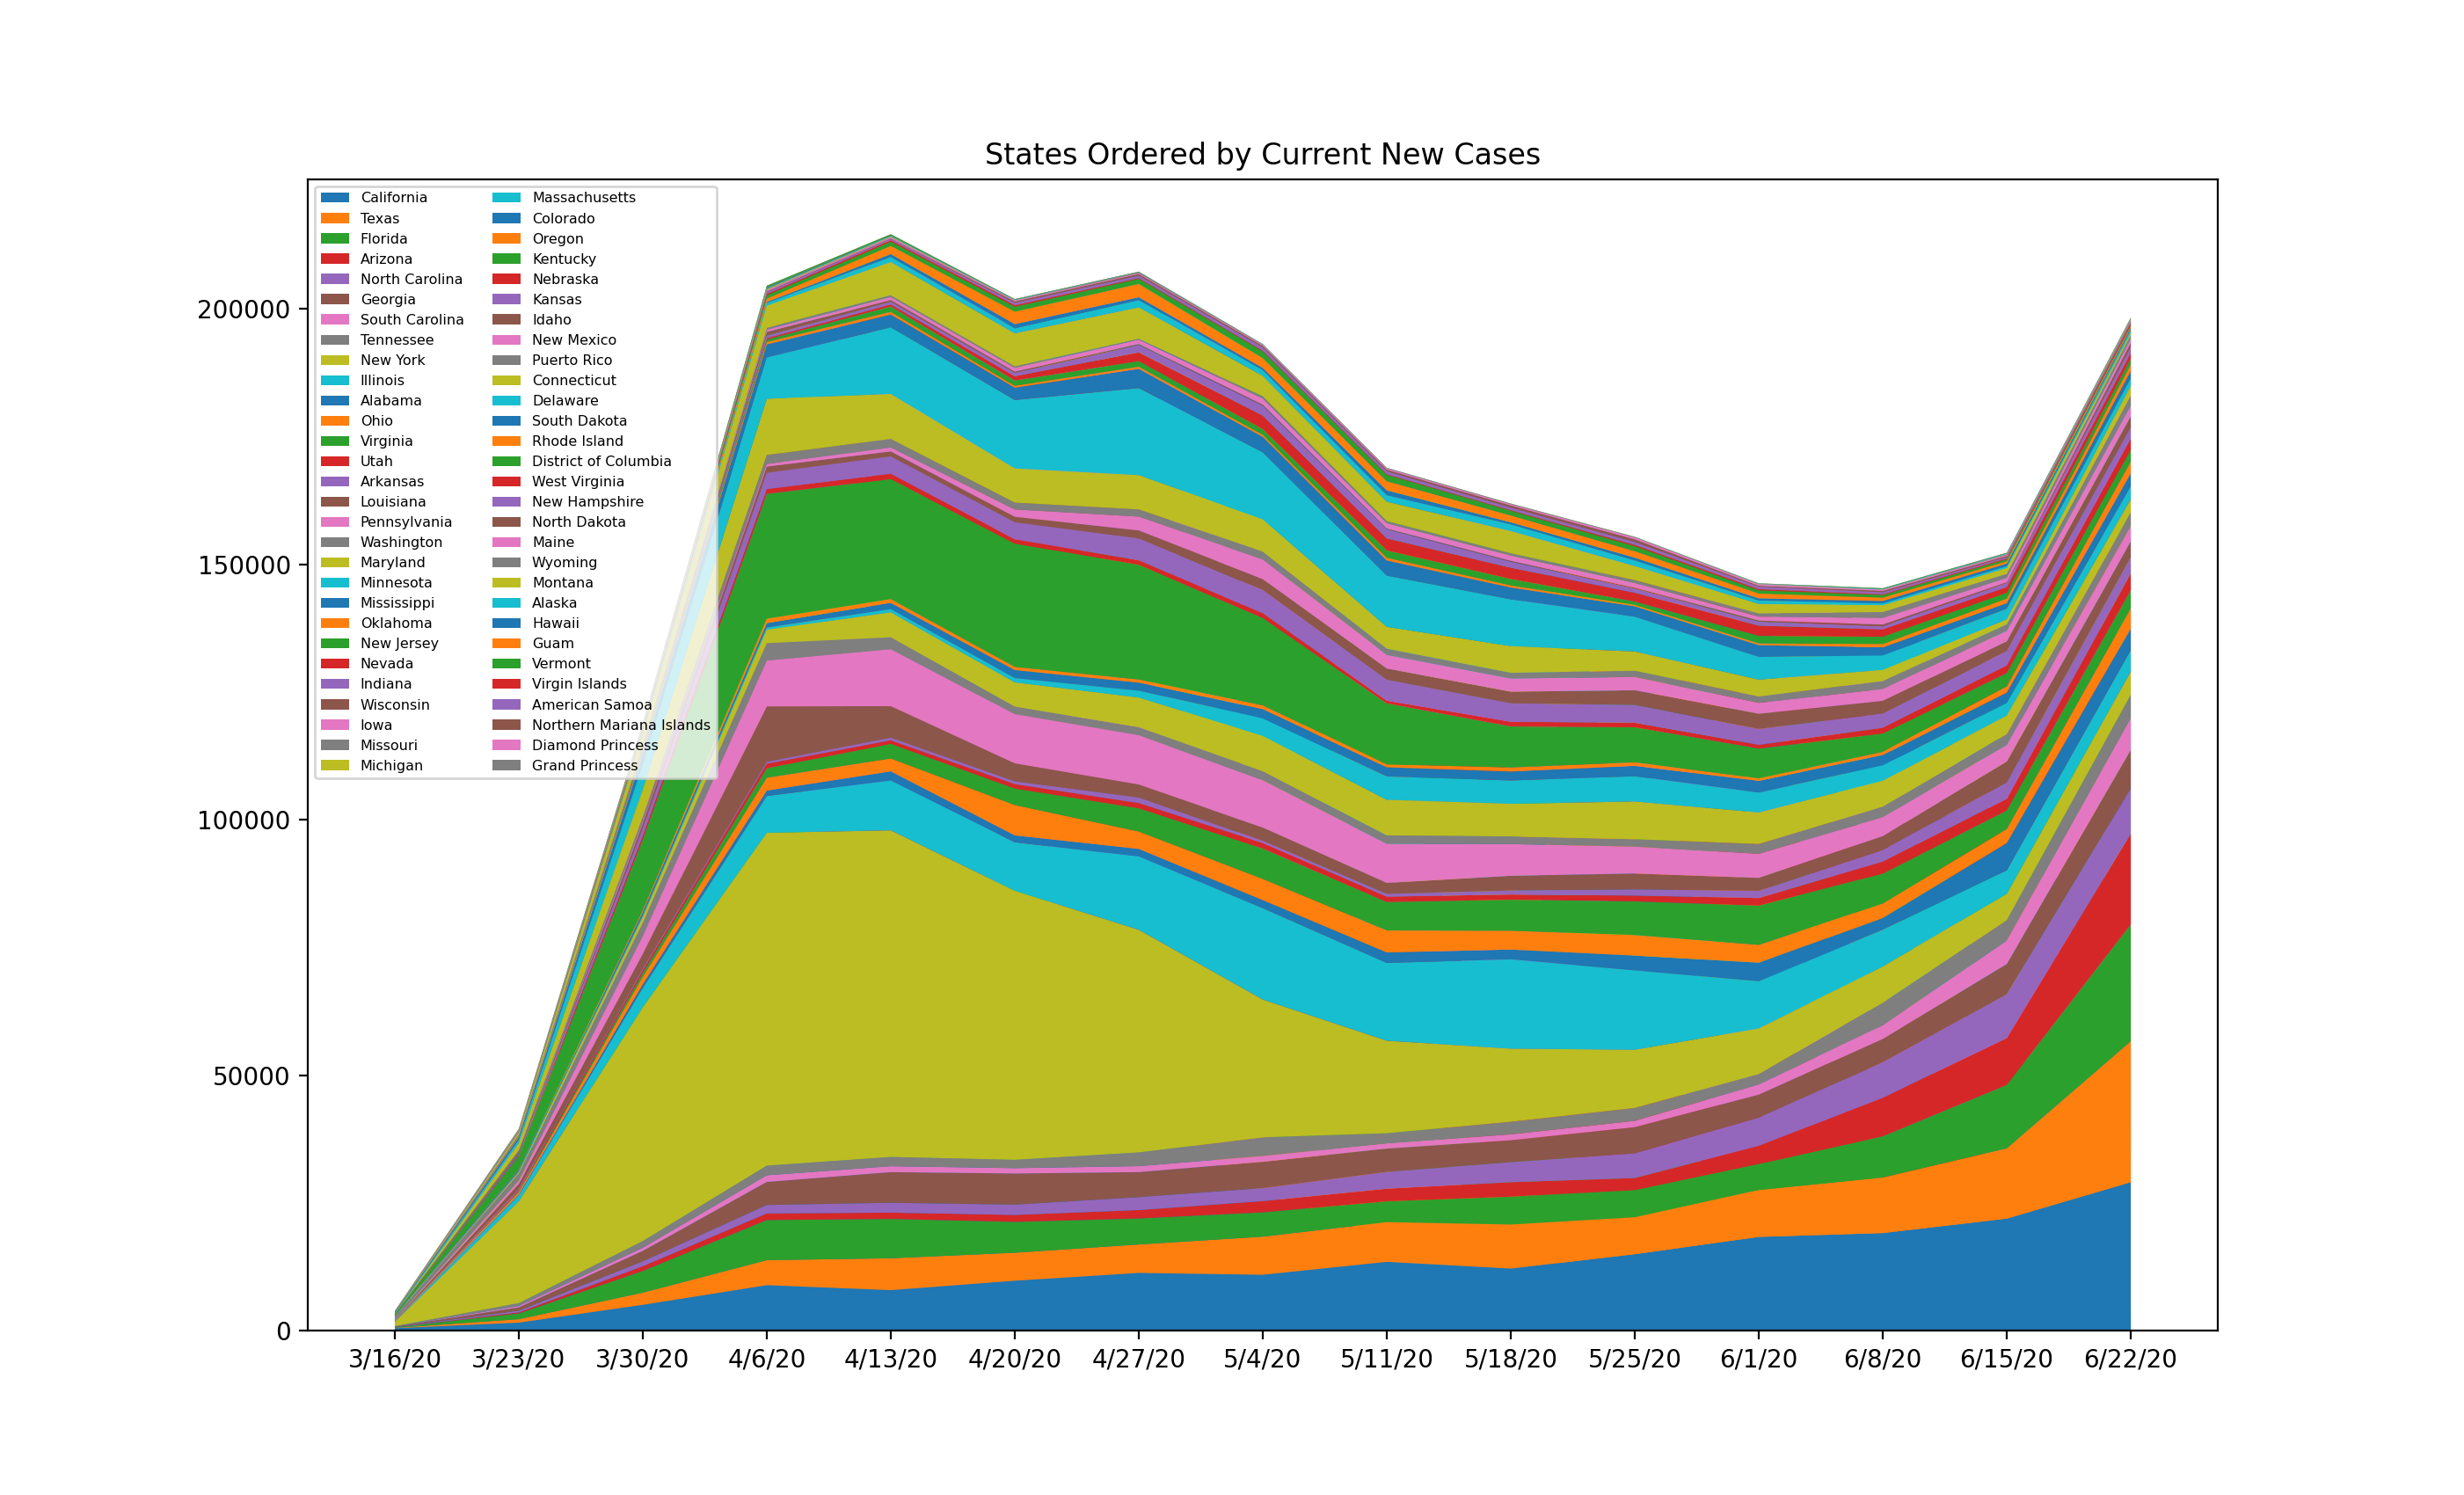 States Ordered by Current New Cases
California
Texas
Florida
Arizona
North Carolina
Georgia
South Carolina
Tennessee
New York
Illinois
Alabama
Ohio
Virginia
Utah
Arkansas
Louisiana
Pennsylvania
Washington
Maryland
Minnesota
Mississippi
Oklahoma
New Jersey
Nevada
Indiana
Wisconsin
Iowa
Missouri
Michigan
Massachusetts
Colorado
Oregon
Kentucky
Nebraska
Kansas
Idaho
New Mexico
Puerto Rico
Connecticut
Delaware
South Dakota
Rhode Island
District of Columbia
West Virginia
New Hampshire
North Dakota
Maine
Wyoming
Montana
Alaska
Hawaii
Guam
Vermont
Virgin Islands
American Samoa
Northern Mariana Islands
Diamond Princess
Grand Princess
200000
150000
100000
50000
0
3/16/20 3/23/20 3/30/20 4/6/20 4/13/20 4/20/20 4/27/20 5/4/20 5/11/20 5/18/20 5/25/20 6/1/20 6/8/20 6/15/20 6/22/20